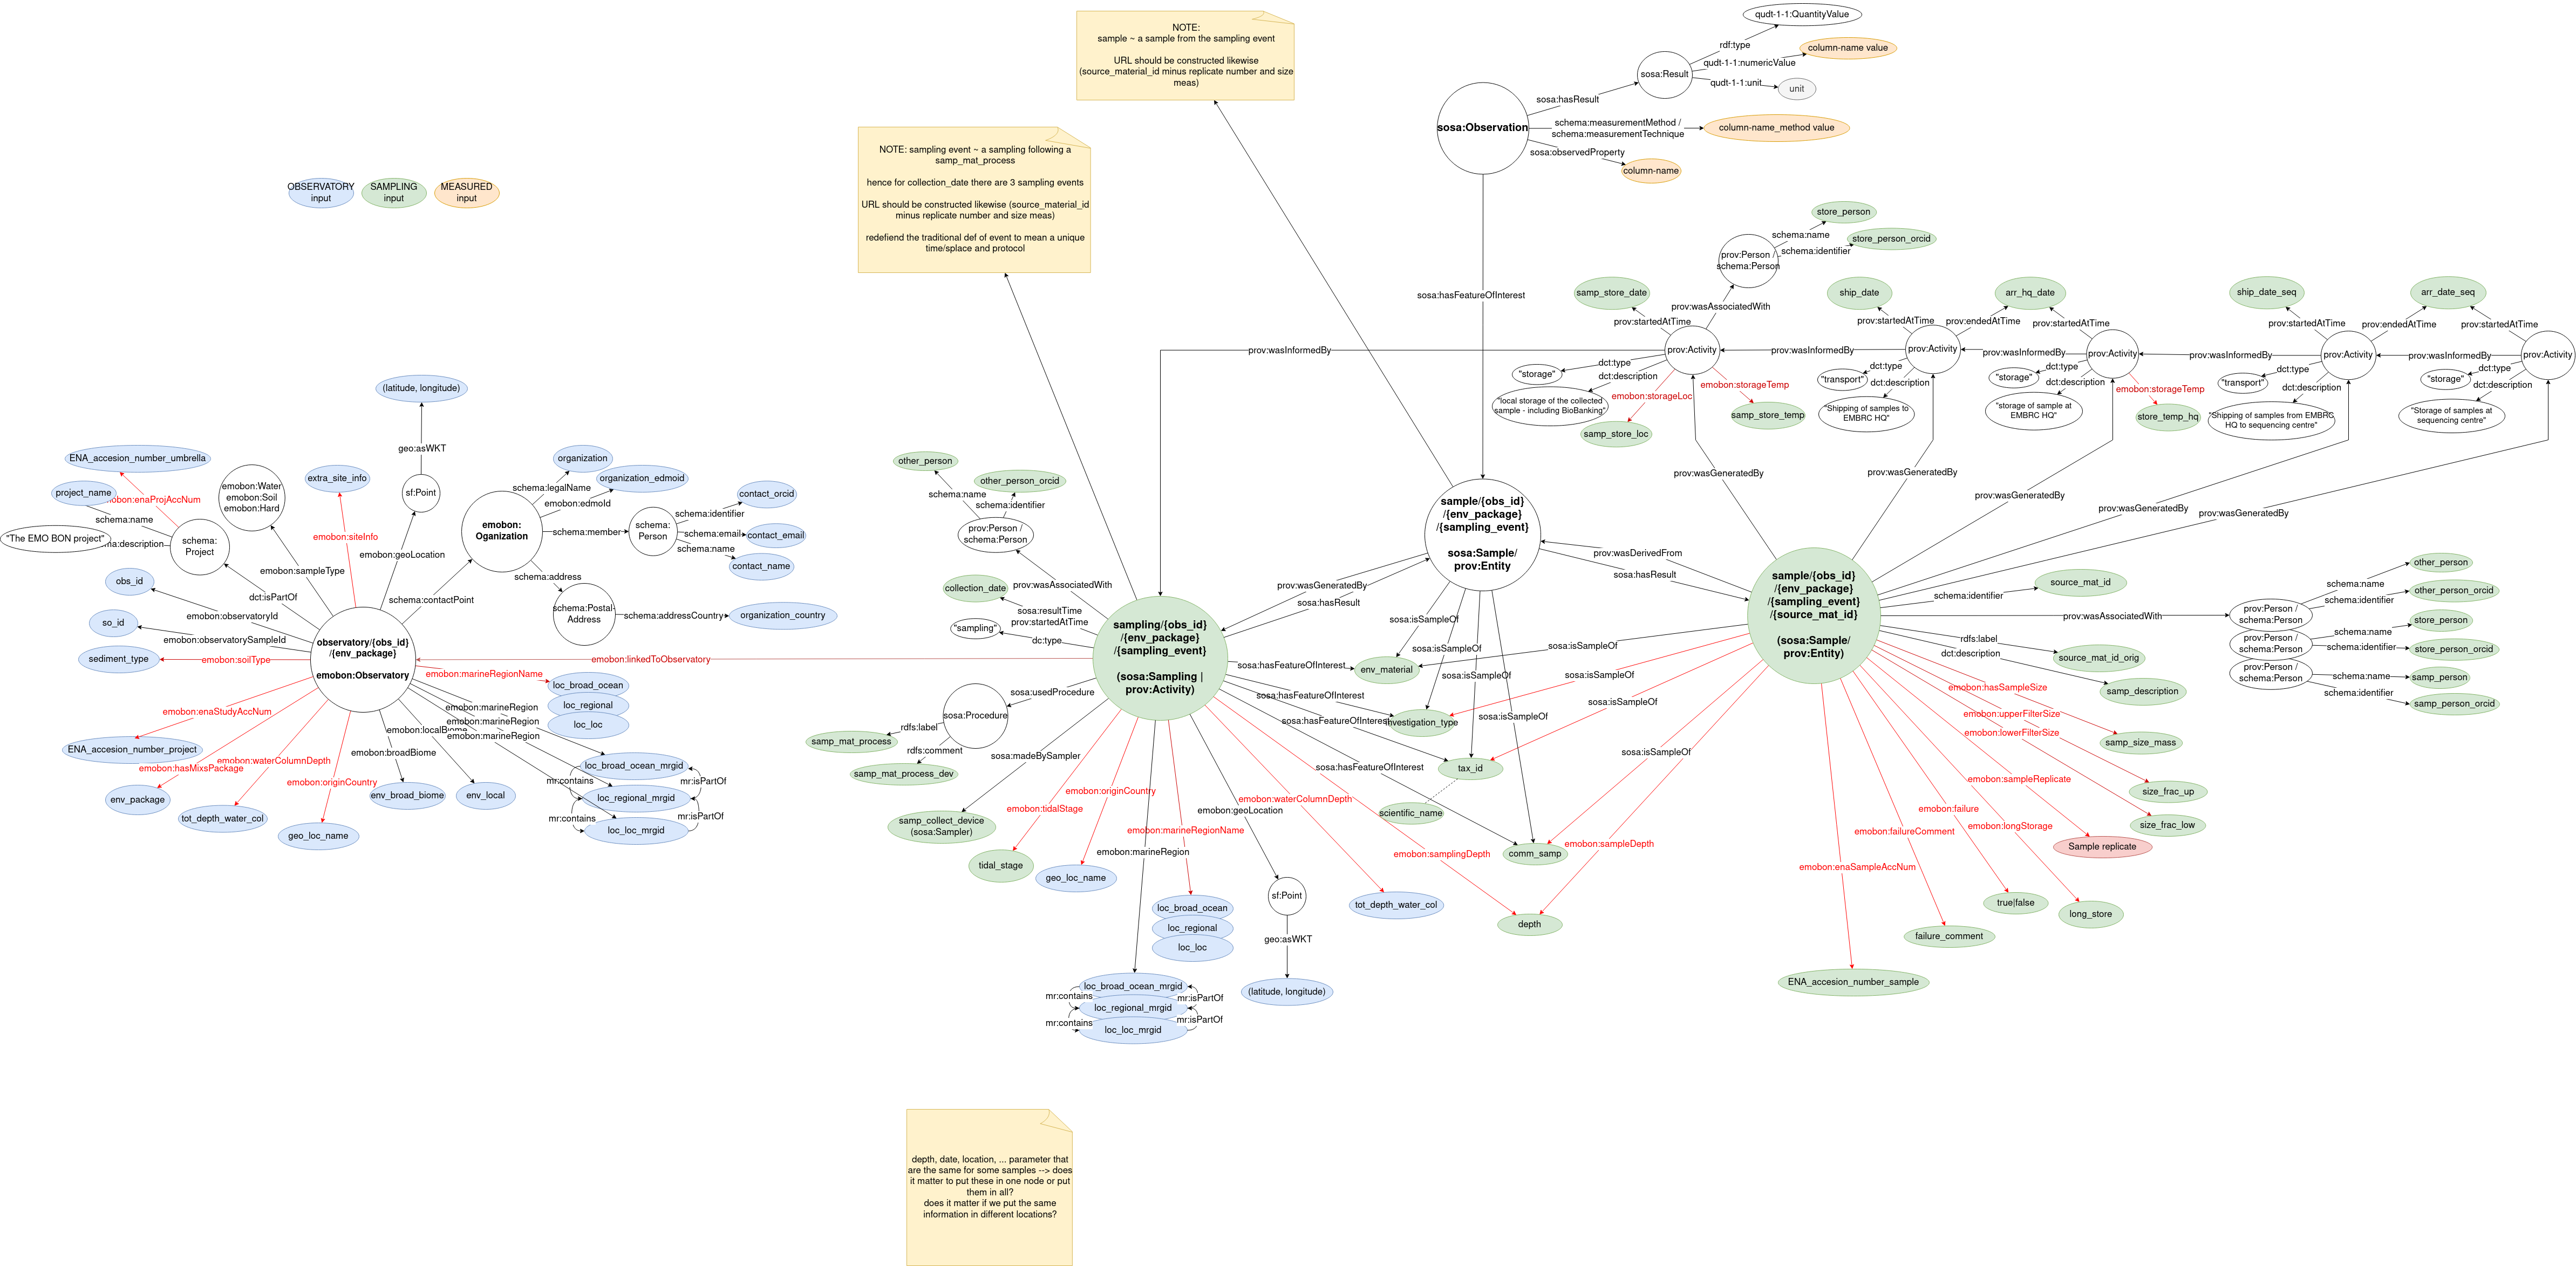 NOTE:
sample ~ a sample from the sampling event
URL should be constructed likewise
(source_material_id minus replicate number and size
meas)
NOTE: sampling event ~ a sampling following a
samp_mat_process
hence for collection_date there are 3 sampling events
URL should be constructed likewise (source_material_id
minus replicate number and size meas)
redefiend the traditional def of event to mean a unique
time/splace and protocol
OBSERVATORY
input
SAMPLING
input
MEASURED
input
qudt-1-1:QuantityValue
rdf:type
column-name value
qudt-1-1:numericValue
sosa:Result
qudt-1-1:unit
unit
sosa:hasResult
sosa:Observation
schema:measurementMethod /
schema:measurementTechnique
column-name_method value
sosa:observedProperty
column-name
sosa:hasFeatureOfInterest
store_person
schema:name
store_person_orcid
schema:identifier
prov:Person /
schema:Person
prov:wasAssociatedWith
samp_store_date
prov:startedAtTime
prov:Activity
prov:wasInformedBy
dct:type
"storage"
dct:description
"local storage of the collected
sample - including BioBanking"
emobon:storageLoc
samp_store_loc
emobon:storageTemp
samp_store_temp
prov:wasInformedBy
ship_date
prov:startedAtTime
prov:endedAtTime
prov:Activity
dct:type
"transport"
dct:description
"Shipping of samples to
EMBRC HQ"
prov:wasInformedBy
arr_hq_date
prov:startedAtTime
prov:Activity
dct:type
"storage"
dct:description
"storage of sample at
EMBRC HQ"
emobon:storageTemp
store_temp_hq
prov:wasInformedBy
ship_date_seq
prov:startedAtTime
prov:endedAtTime
prov:Activity
dct:type
"transport"
dct:description
"Shipping of samples from EMBRC
HQ to sequencing centre"
prov:wasInformedBy
arr_date_seq
prov:startedAtTime
prov:Activity
dct:type
"storage"
dct:description
"Storage of samples at
sequencing centre"
prov:wasGeneratedBy
prov:wasGeneratedBy
prov:wasGeneratedBy
prov:wasGeneratedBy
prov:wasGeneratedBy
(latitude, longitude)
geo:asWKT
sf:Point
emobon:geoLocation
ENA_accesion_number_umbrella
emobon:enaProjAccNum
project_name
schema:name
"The EMO BON project"
schema:description
schema:
Project
dct:isPartOf
emobon:Water
emobon:Soil
emobon:Hard
emobon:sampleType
extra_site_info
emobon:siteInfo
organization
schema:legalName
organization_edmoid
emobon:edmoId
emobon:
Oganization
schema:member
schema:
Person
schema:identifier
contact_orcid
schema:email
contact_email
schema:name
contact_name
schema:address
schema:Postal-
Address
schema:addressCountry
organization_country
schema:contactPoint
obs_id
emobon:observatoryId
so_id
emobon:observatorySampleId
sediment_type
emobon:soilType
observatory/{obs_id}
/{env_package}
emobon:Observatory
emobon:linkedToObservatory
emobon:enaStudyAccNum
ENA_accesion_number_project
emobon:hasMixsPackage
env_package
emobon:waterColumnDepth
tot_depth_water_col
emobon:originCountry
geo_loc_name
emobon:broadBiome
env_broad_biome
emobon:localBiome
env_local
emobon:marineRegionName
loc_broad_ocean
loc_regional
loc_loc
emobon:marineRegion
emobon:marineRegion
emobon:marineRegion
loc_broad_ocean_mrgid
mr:contains
mr:isPartOf
loc_regional_mrgid
mr:contains
mr:isPartOf
loc_loc_mrgid
other_person
schema:name
other_person_orcid
schema:identifier
prov:Person /
schema:Person
prov:wasAssociatedWith
collection_date
sosa:resultTime
prov:startedAtTime
"sampling"
dc:type
sampling/{obs_id}
/{env_package}
/{sampling_event}
(sosa:Sampling |
prov:Activity)
sosa:usedProcedure
sosa:Procedure
rdfs:label
samp_mat_process
rdfs:comment
samp_mat_process_dev
sosa:madeBySampler
samp_collect_device
(sosa:Sampler)
emobon:tidalStage
tidal_stage
emobon:originCountry
geo_loc_name
emobon:marineRegion
loc_broad_ocean_mrgid
mr:contains
mr:isPartOf
loc_regional_mrgid
mr:contains
mr:isPartOf
loc_loc_mrgid
emobon:marineRegionName
loc_broad_ocean
loc_regional
loc_loc
emobon:geoLocation
sf:Point
geo:asWKT
(latitude, longitude)
emobon:waterColumnDepth
tot_depth_water_col
emobon:samplingDepth
depth
sosa:hasFeatureOfInterest
sosa:hasFeatureOfInterest
sosa:hasFeatureOfInterest
sosa:hasFeatureOfInterest
prov:wasGeneratedBy
sosa:hasResult
sample/{obs_id}
/{env_package}
/{sampling_event}
sosa:Sample/
prov:Entity
sosa:isSampleOf
sosa:isSampleOf
sosa:isSampleOf
sosa:isSampleOf
env_material
investigation_type
tax_id
scientific_name
comm_samp
prov:wasDerivedFrom
sosa:hasResult
sosa:isSampleOf
sosa:isSampleOf
sosa:isSampleOf
sosa:isSampleOf
emobon:sampleDepth
sample/{obs_id}
/{env_package}
/{sampling_event}
/{source_mat_id}
(sosa:Sample/
prov:Entity)
source_mat_id
schema:identifier
prov:wasAssociatedWith
prov:Person /
schema:Person
prov:Person /
schema:Person
prov:Person /
schema:Person
schema:name
other_person
schema:identifier
other_person_orcid
schema:name
store_person
schema:identifier
store_person_orcid
schema:name
samp_person
schema:identifier
samp_person_orcid
rdfs:label
source_mat_id_orig
dct:description
samp_description
emobon:hasSampleSize
samp_size_mass
emobon:upperFilterSize
size_frac_up
emobon:lowerFilterSize
size_frac_low
emobon:sampleReplicate
Sample replicate
emobon:longStorage
long_store
emobon:failure
true|false
emobon:failureComment
failure_comment
emobon:enaSampleAccNum
ENA_accesion_number_sample
depth, date, location, ... parameter that
are the same for some samples --> does
it matter to put these in one node or put
them in all?
does it matter if we put the same
information in different locations?